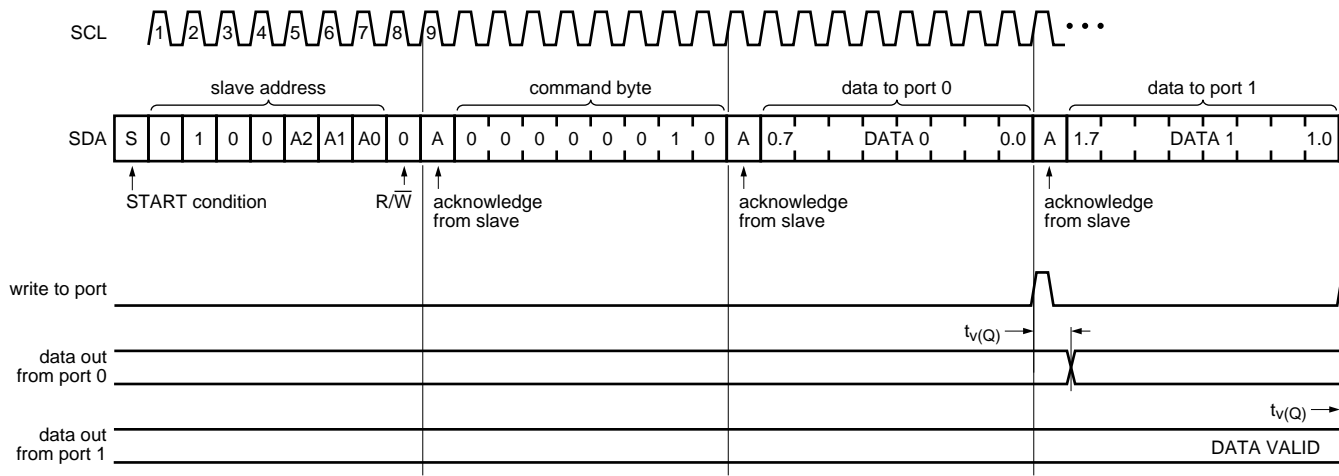 SCL 1 2 3 4 5 6 7 8 9 • • •
slave address command byte data to port 0 data to port 1
SDA S 0 1 0 0 A2 A1 A0 0 A 0 0 0 0 0 0 1 0 A 0.7 DATA 0 0.0 A 1.7 DATA 1 1.0
START condition R/W̅ acknowledge from slave acknowledge from slave acknowledge from slave
write to port
tv(Q)
data out
from port 0
tv(Q)
data out
from port 1
DATA VALID